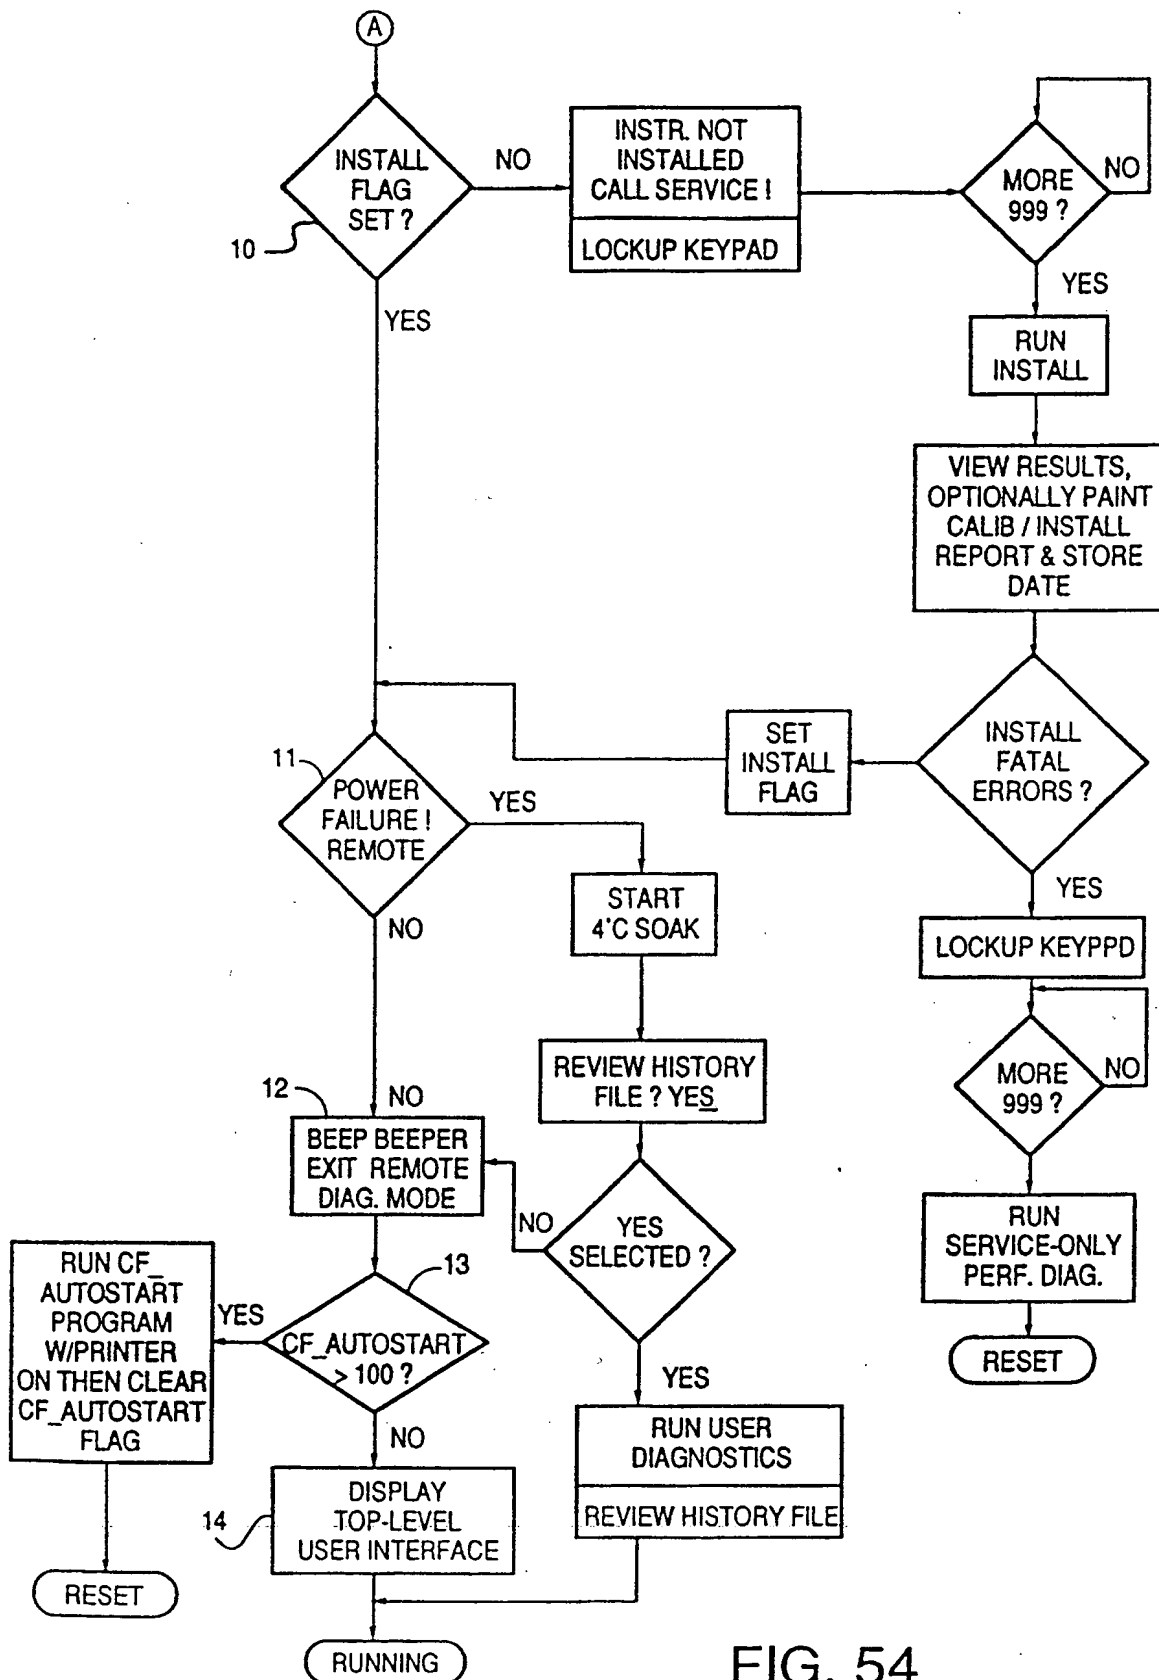 A
INSTALL
FLAG
SET ?
10
NO
YES
INSTR. NOT
INSTALLED
CALL SERVICE !
LOCKUP KEYPAD
MORE
999 ?
NO
YES
RUN
INSTALL
VIEW RESULTS,
OPTIONALLY PAINT
CALIB / INSTALL
REPORT & STORE
DATE
INSTALL
FATAL
ERRORS ?
SET
INSTALL
FLAG
YES
LOCKUP KEYPPD
MORE
999 ?
NO
RUN
SERVICE-ONLY
PERF. DIAG.
RESET
11
POWER
FAILURE !
REMOTE
YES
NO
START
4'C SOAK
REVIEW HISTORY
FILE ? YES
YES
SELECTED ?
NO
YES
RUN USER
DIAGNOSTICS
REVIEW HISTORY FILE
12
NO
BEEP BEEPER
EXIT REMOTE
DIAG. MODE
13
CF_AUTOSTART
> 100 ?
YES
NO
RUN CF_
AUTOSTART
PROGRAM
W/PRINTER
ON THEN CLEAR
CF_AUTOSTART
FLAG
RESET
14
DISPLAY
TOP-LEVEL
USER INTERFACE
RUNNING
FIG. 54